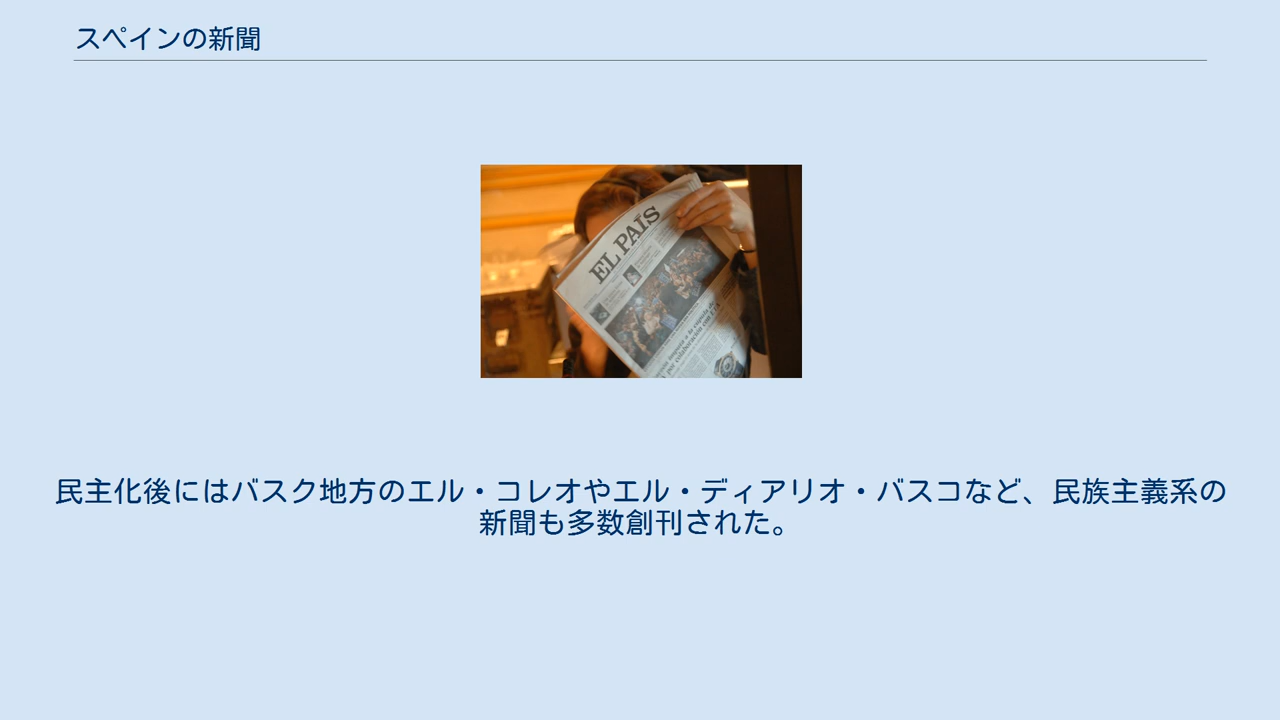 スペインの新聞
EL PAÍS
民主化後にはバスク地方のエル・コレオやエル・ディアリオ・バスコなど、民族主義系の
新聞も多数創刊された。